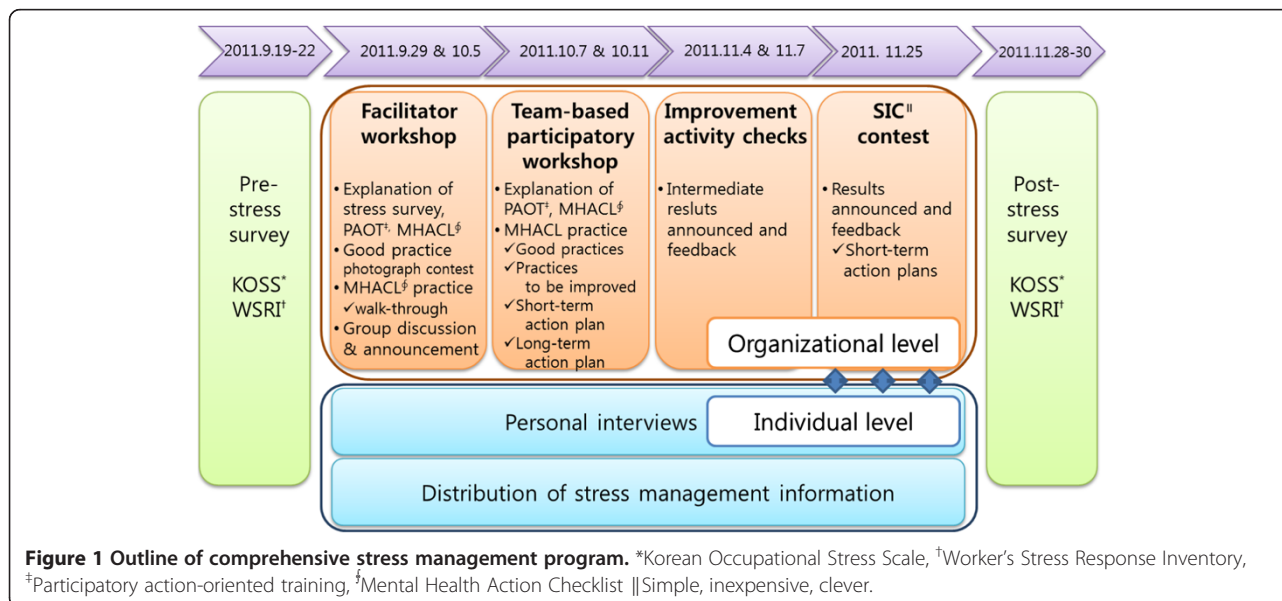 2011.9.19-22
2011.9.29 & 10.5
2011.10.7 & 10.11
2011.11.4 & 11.7
2011. 11.25
2011.11.28-30
Pre-
stress
survey
KOSS*
WSRI†
Facilitator
workshop
• Explanation of
stress survey,
PAOT‡, MHACL∮
• Good practice
photograph contest
• MHACL∮ practice
✓walk-through
• Group discussion
& announcement
Team-based
participatory
workshop
• Explanation of
PAOT‡, MHACL∮
• MHACL practice
✓Good practices
✓Practices
to be improved
✓Short-term
action plan
✓Long-term
action plan
Improvement
activity checks
• Intermediate
resluts
announced and
feedback
SIC‖
contest
• Results
announced and
feedback
✓Short-term
action plans
Organizational level
Personal interviews
Individual level
Distribution of stress management information
Post-
stress
survey
KOSS*
WSRI†
Figure 1 Outline of comprehensive stress management program. *Korean Occupational Stress Scale, †Worker's Stress Response Inventory,
‡Participatory action-oriented training, ∮Mental Health Action Checklist ‖Simple, inexpensive, clever.